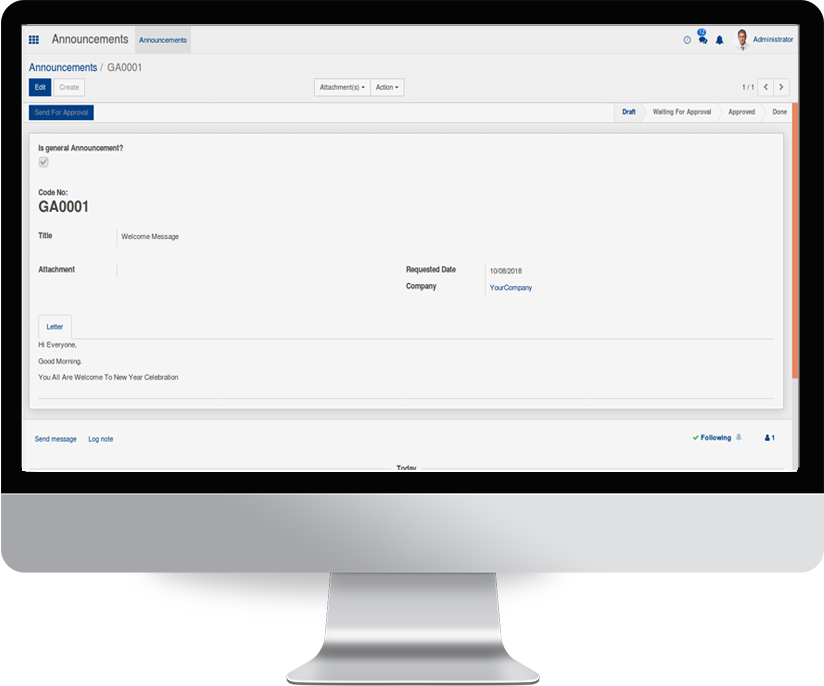 Announcements Announcements 12 Administrator
Announcements / GA0001
Edit Create Attachment(s) Action 1 / 1
Send For Approval Draft Waiting For Approval Approved Done
Is general Announcement?
Code No:
GA0001
Title Welcome Message
Attachment Requested Date 10/08/2018
Company YourCompany
Letter
Hi Everyone,
Good Morning.
You All Are Welcome To New Year Celebration
Send message Log note Following 1
Today